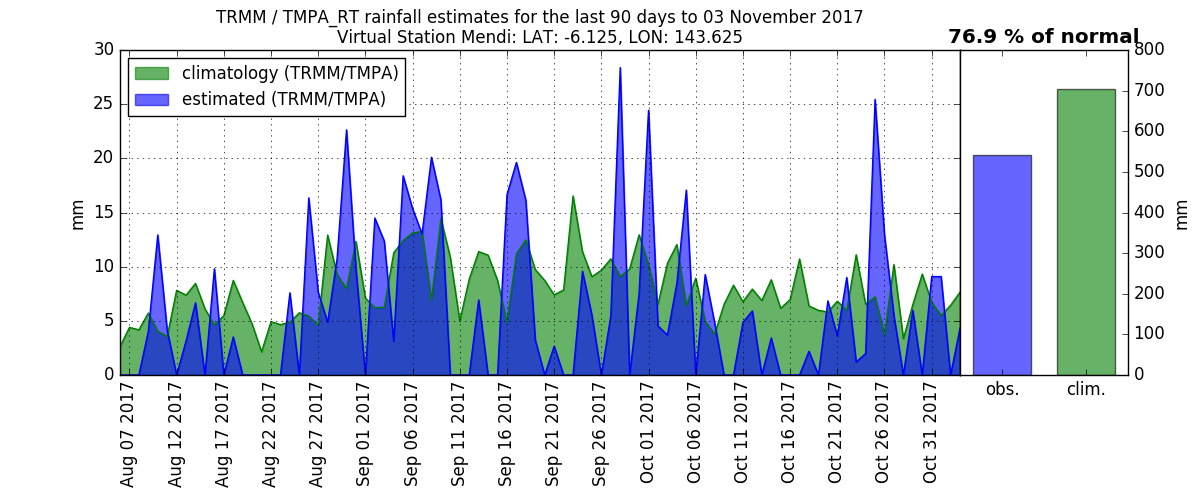 TRMM / TMPA_RT rainfall estimates for the last 90 days to 03 November 2017
Virtual Station Mendi: LAT: -6.125, LON: 143.625
76.9 % of normal
climatology (TRMM/TMPA)
estimated (TRMM/TMPA)
30
25
20
15
10
5
0
mm
Aug 07 2017
Aug 12 2017
Aug 17 2017
Aug 22 2017
Aug 27 2017
Sep 01 2017
Sep 06 2017
Sep 11 2017
Sep 16 2017
Sep 21 2017
Sep 26 2017
Oct 01 2017
Oct 06 2017
Oct 11 2017
Oct 16 2017
Oct 21 2017
Oct 26 2017
Oct 31 2017
obs.
clim.
800
700
600
500
400
300
200
100
0
mm